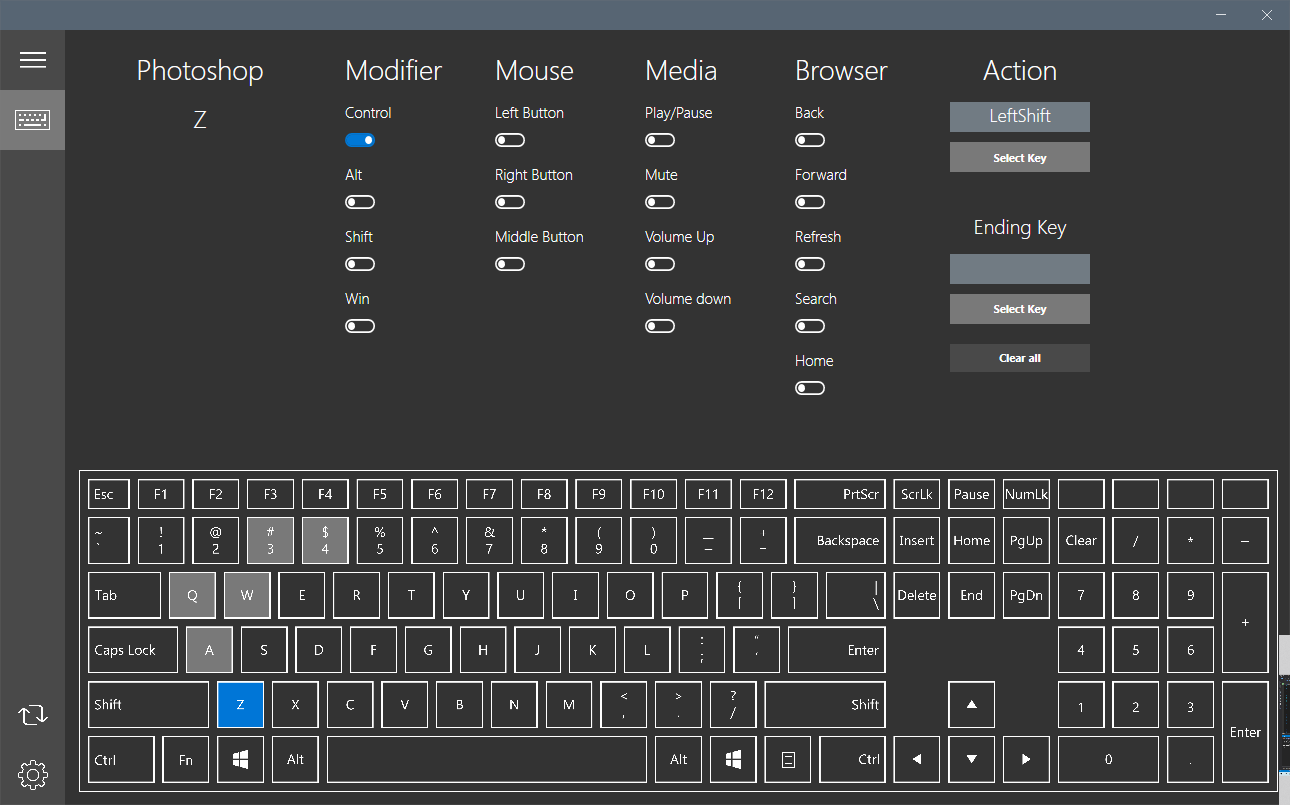 Photoshop
Z
Modifier
Control
Alt
Shift
Win
Mouse
Left Button
Right Button
Middle Button
Media
Play/Pause
Mute
Volume Up
Volume down
Browser
Back
Forward
Refresh
Search
Home
Action
LeftShift
Select Key
Ending Key
Select Key
Clear all
Esc F1 F2 F3 F4 F5 F6 F7 F8 F9 F10 F11 F12 PrtScr ScrLk Pause NumLk
~ ! @ # $ % ^ & * ( ) _ '
` 1 2 3 4 5 6 7 8 9 0 – – Backspace Insert Home PgUp Clear / * –
Tab Q W E R T Y U I O P { } |
[ ] \ Delete End PgDn 7 8 9 +
Caps Lock A S D F G H J K L : “
; ‘ Enter 4 5 6
Shift Z X C V B N M < > ?
, . / Shift ▲ 1 2 3 Enter
Ctrl Fn Alt Alt Ctrl ◀ ▼ ▶ 0 .